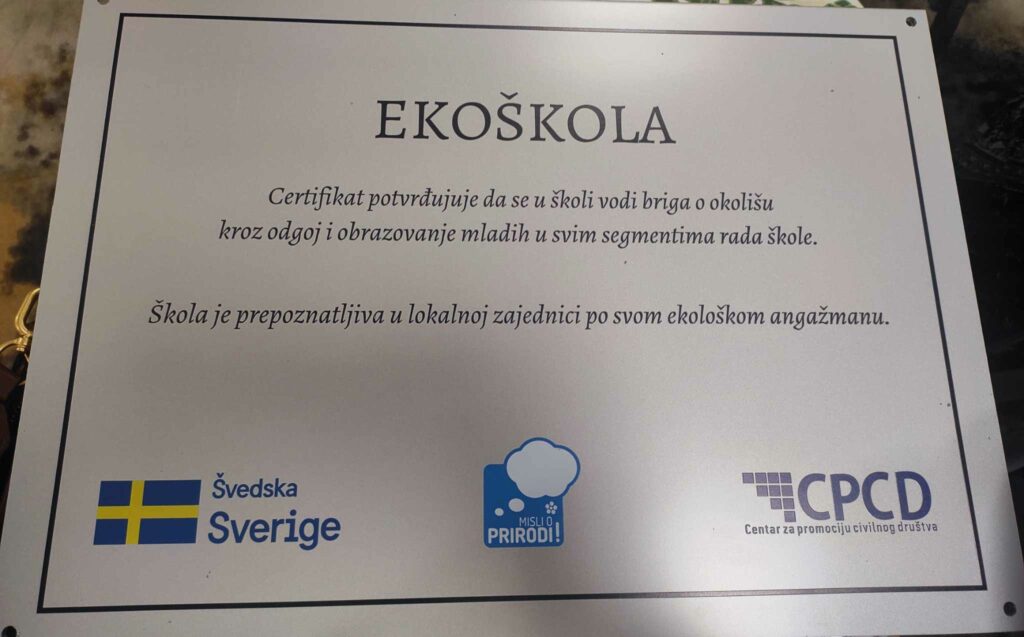 EKOŠKOLA
Certifikat potvrđujuje da se u školi vodi briga o okolišu
kroz odgoj i obrazovanje mladih u svim segmentima rada škole.
Škola je prepoznatljiva u lokalnoj zajednici po svom ekološkom angažmanu.
Švedska
Sverige
MISLI O
PRIRODI!
CPCD
Centar za promociju civilnog društva